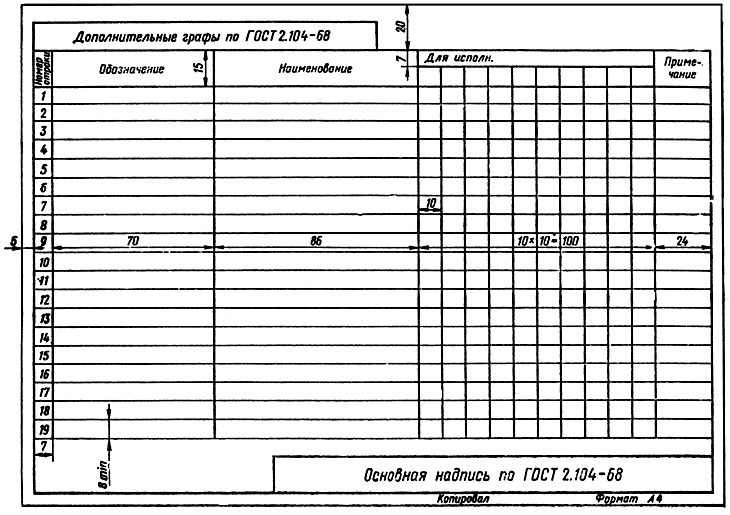 Дополнительные графы по ГОСТ 2.104-68
20
Номер строки
Обозначение
15
Наименование
7
Для исполн.
Приме-
чание
1
2
3
4
5
6
7
10
8
5
9
70
86
10×10=100
24
10
11
12
13
14
15
16
17
18
19
7
8 min
Основная надпись по ГОСТ 2.104-68
Копировал
Формат А4